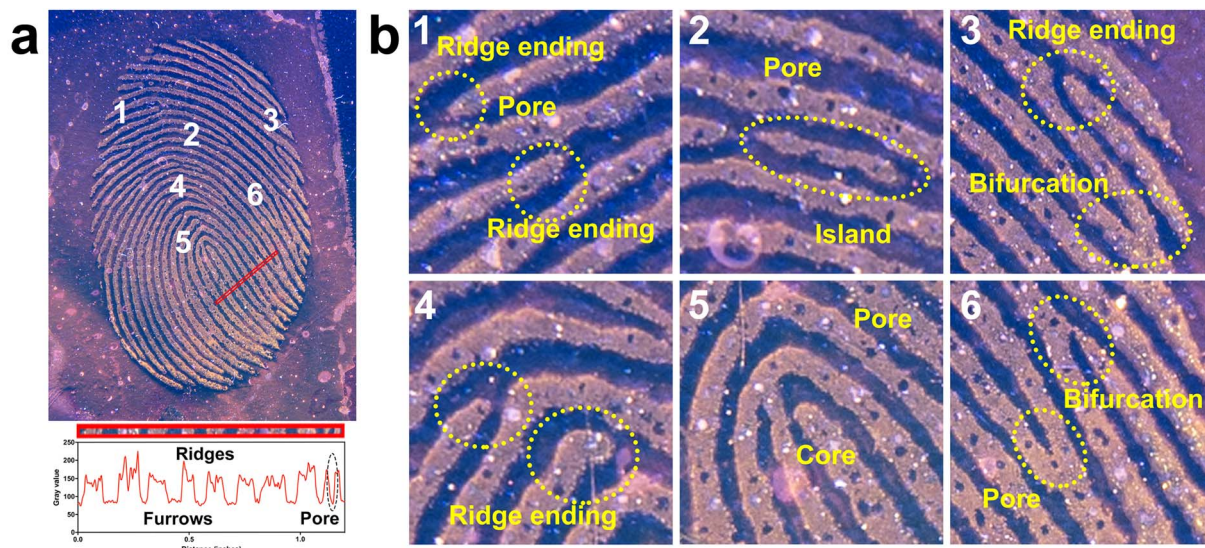 a
1
2
3
4
5
6
250
200
150
100
50
0
Gray value
Ridges
Furrows
Pore
0.0
0.5
1.0
Distance (inches)
b
1
Ridge ending
Pore
Ridge ending
2
Pore
Island
3
Ridge ending
Bifurcation
4
Ridge ending
5
Pore
Core
6
Bifurcation
Pore